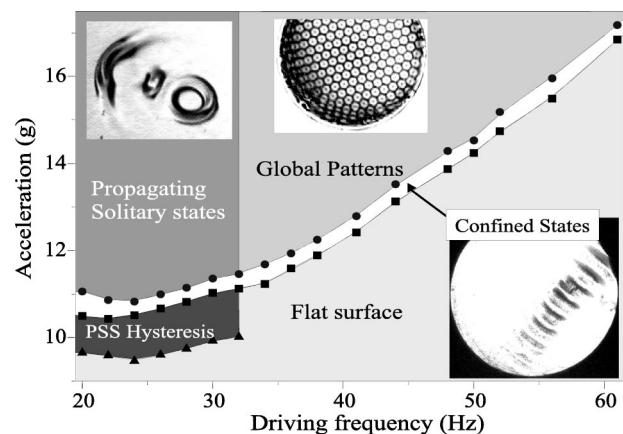 16
14
12
10
Acceleration (g)
Propagating
Solitary states
Global Patterns
Confined States
PSS Hysteresis
Flat surface
20
30
40
50
60
Driving frequency (Hz)